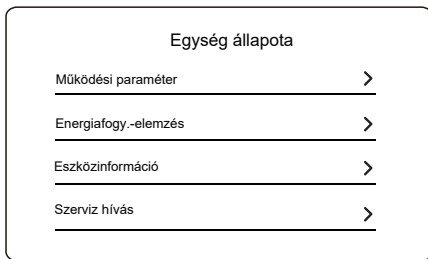 Egység állapota
Működési paraméter
Energiafogy.-elemzés
Eszközinformáció
Szerviz hívás